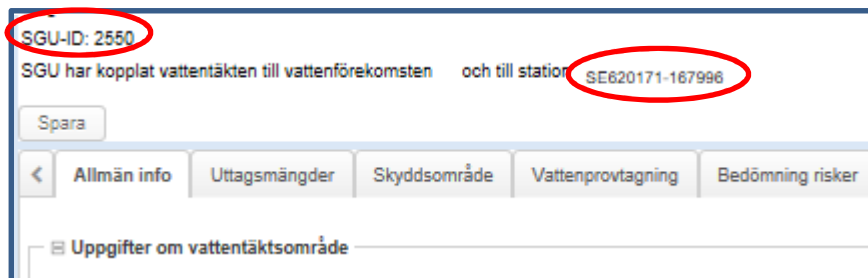 SGU-ID: 2550
SGU har kopplat vattentäkten till vattenförekomsten och till station SE620171-167996
Spara
< Allmän info Uttagsmängder Skyddsområde Vattenprovtagning Bedömning risker
Uppgifter om vattentäktsområde